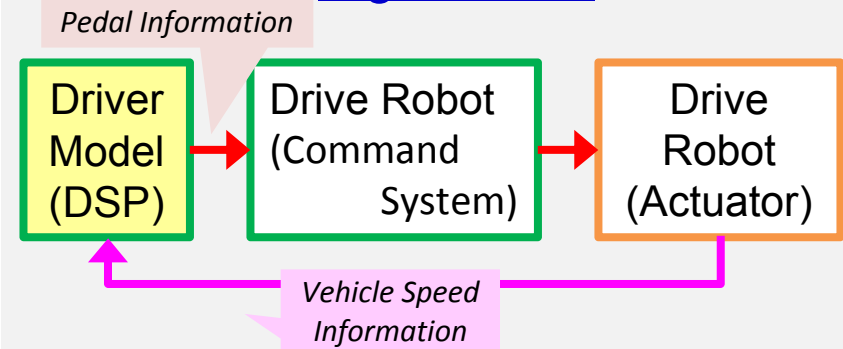 Pedal Information
Driver
Model
(DSP)
Drive Robot
(Command
System)
Drive
Robot
(Actuator)
Vehicle Speed
Information